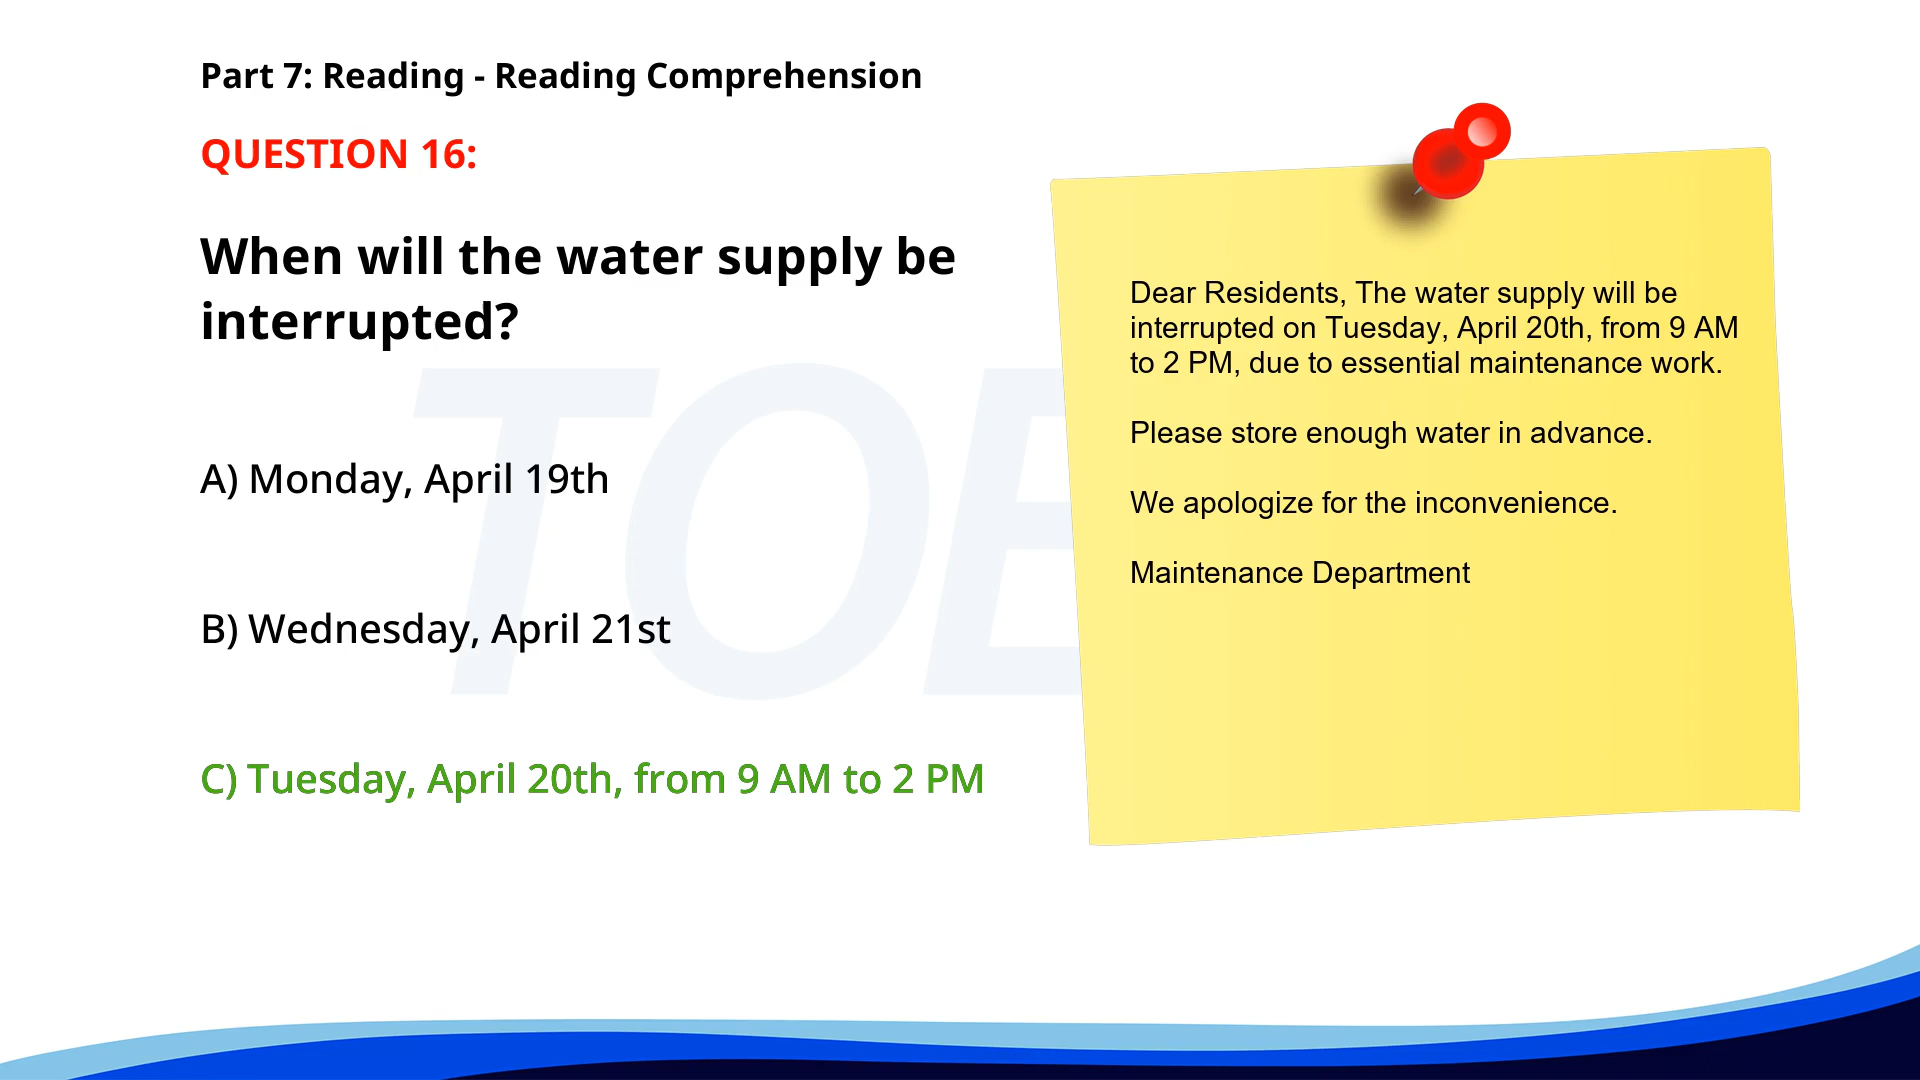 Part 7: Reading - Reading Comprehension
QUESTION 16:
When will the water supply be
interrupted?
A) Monday, April 19th
B) Wednesday, April 21st
C) Tuesday, April 20th, from 9 AM to 2 PM
Dear Residents, The water supply will be
interrupted on Tuesday, April 20th, from 9 AM
to 2 PM, due to essential maintenance work.
Please store enough water in advance.
We apologize for the inconvenience.
Maintenance Department